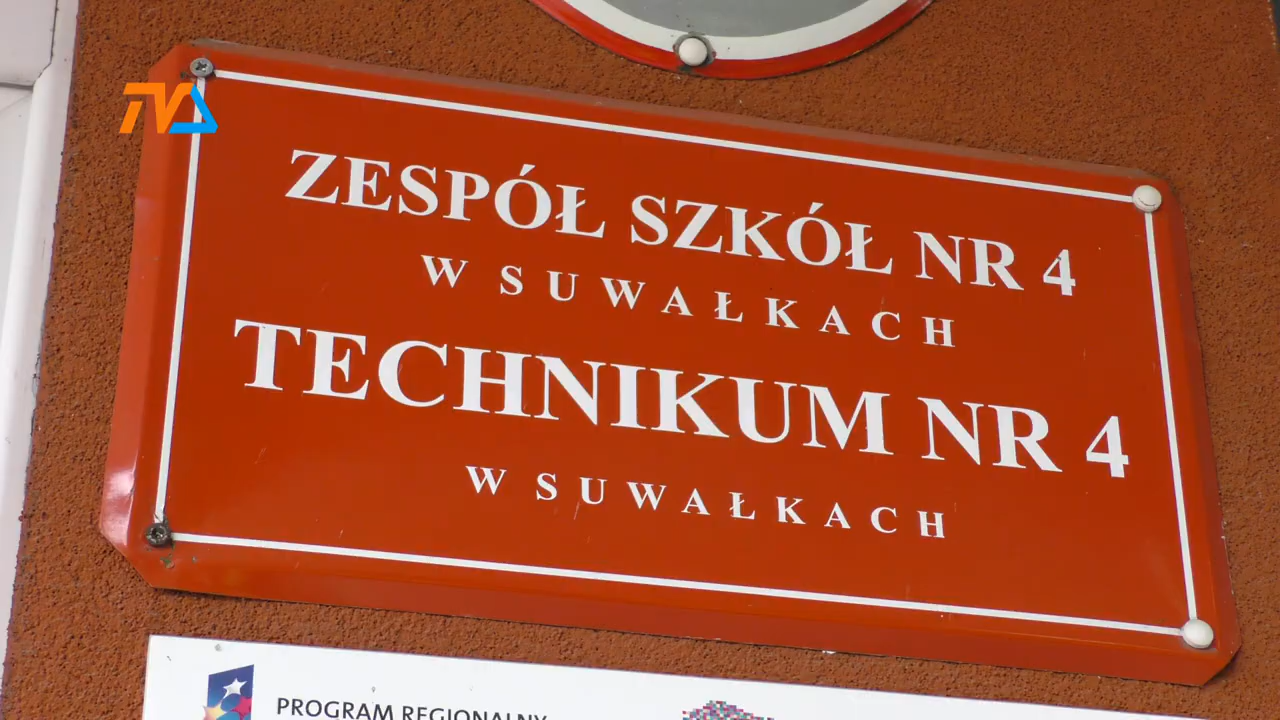 TVS
ZESPÓŁ SZKÓŁ NR 4
W SUWAŁKACH
TECHNIKUM NR 4
W SUWAŁKACH
PROGRAM REGIONALNY